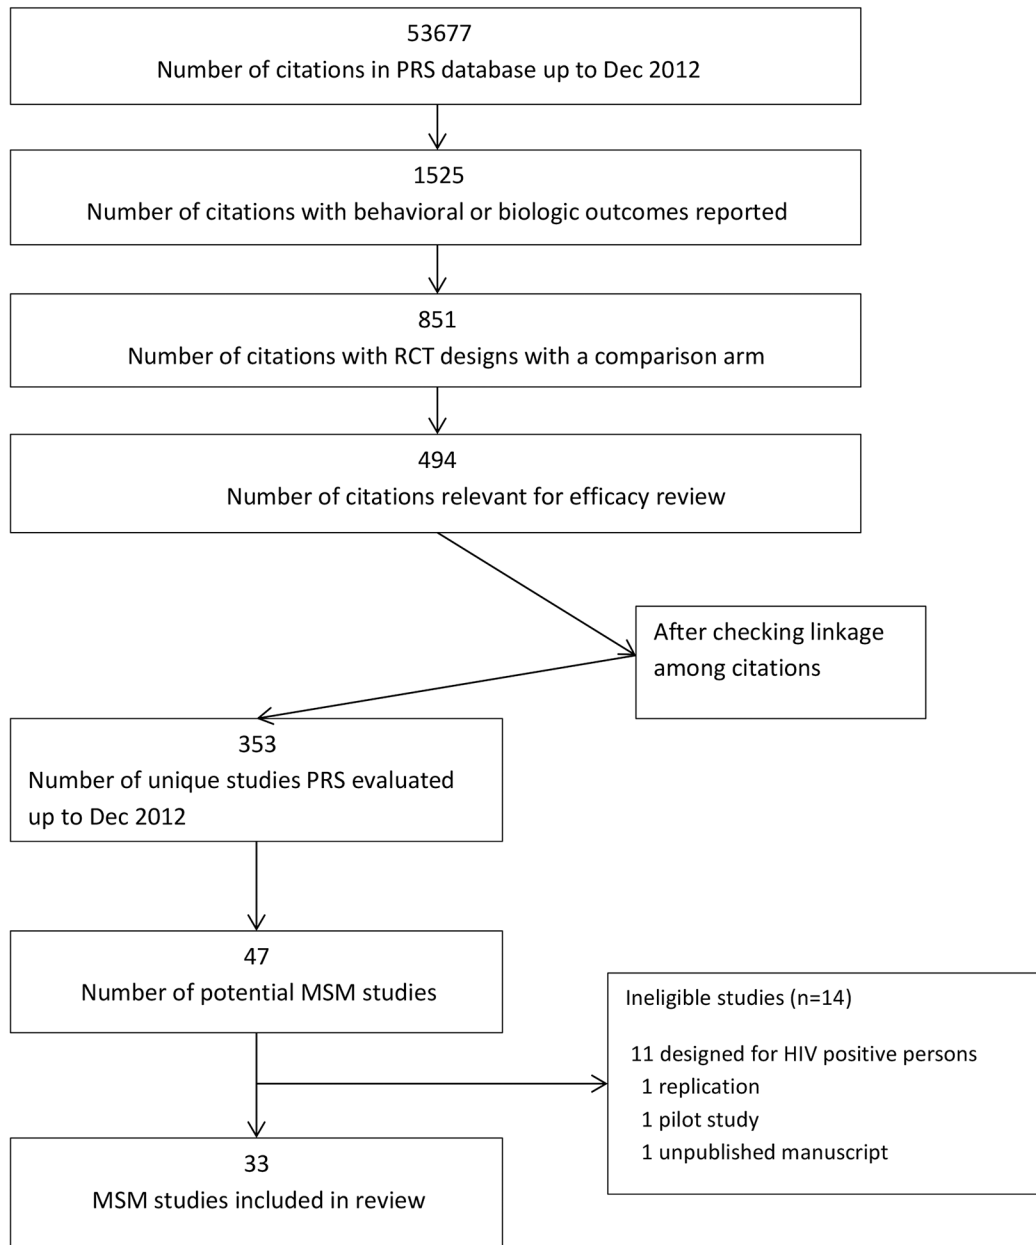 53677
Number of citations in PRS database up to Dec 2012
1525
Number of citations with behavioral or biologic outcomes reported
851
Number of citations with RCT designs with a comparison arm
494
Number of citations relevant for efficacy review
After checking linkage
among citations
353
Number of unique studies PRS evaluated
up to Dec 2012
47
Number of potential MSM studies
Ineligible studies (n=14)
11 designed for HIV positive persons
1 replication
1 pilot study
1 unpublished manuscript
33
MSM studies included in review